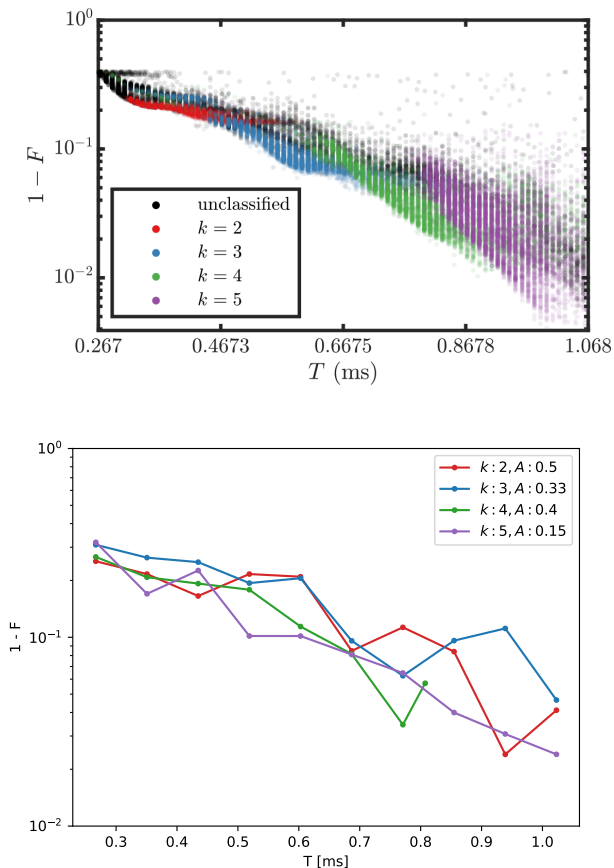 10^0
10^{-1}
10^{-2}
1 − F
unclassified
k = 2
k = 3
k = 4
k = 5
0.267 0.4673 0.6675 0.8678 1.068
T (ms)
10^0
10^{-1}
10^{-2}
1 - F
k : 2, A : 0.5
k : 3, A : 0.33
k : 4, A : 0.4
k : 5, A : 0.15
0.3 0.4 0.5 0.6 0.7 0.8 0.9 1.0
T [ms]